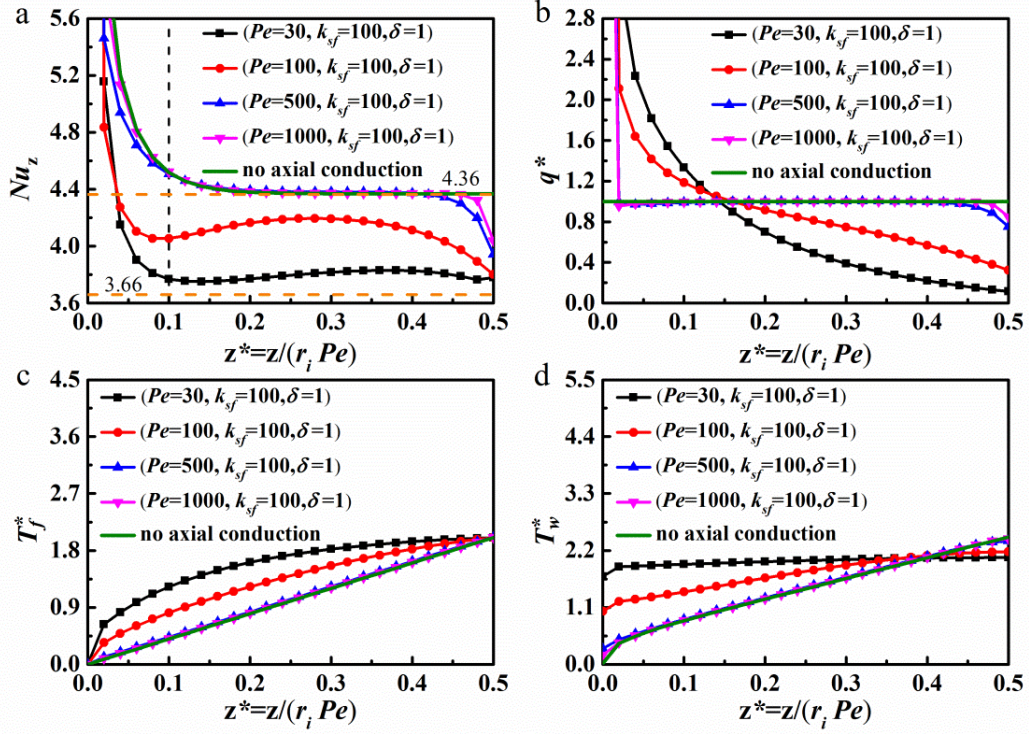 a
5.6
5.2
4.8
4.4
4.0
3.6
Nu_z
(Pe=30, k_sf=100,δ=1)
(Pe=100, k_sf=100,δ=1)
(Pe=500, k_sf=100,δ=1)
(Pe=1000, k_sf=100,δ=1)
no axial conduction
4.36
3.66
0.0 0.1 0.2 0.3 0.4 0.5
z*=z/(r_i Pe)
b
2.8
2.4
2.0
1.6
1.2
0.8
0.4
0.0
q*
(Pe=30, k_sf=100,δ=1)
(Pe=100, k_sf=100,δ=1)
(Pe=500, k_sf=100,δ=1)
(Pe=1000, k_sf=100,δ=1)
no axial conduction
0.0 0.1 0.2 0.3 0.4 0.5
z*=z/(r_i Pe)
c
4.5
3.6
2.7
1.8
0.9
0.0
T_f*
(Pe=30, k_sf=100,δ=1)
(Pe=100, k_sf=100,δ=1)
(Pe=500, k_sf=100,δ=1)
(Pe=1000, k_sf=100,δ=1)
no axial conduction
0.0 0.1 0.2 0.3 0.4 0.5
z*=z/(r_i Pe)
d
5.5
4.4
3.3
2.2
1.1
0.0
T_w*
(Pe=30, k_sf=100,δ=1)
(Pe=100, k_sf=100,δ=1)
(Pe=500, k_sf=100,δ=1)
(Pe=1000, k_sf=100,δ=1)
no axial conduction
0.0 0.1 0.2 0.3 0.4 0.5
z*=z/(r_i Pe)